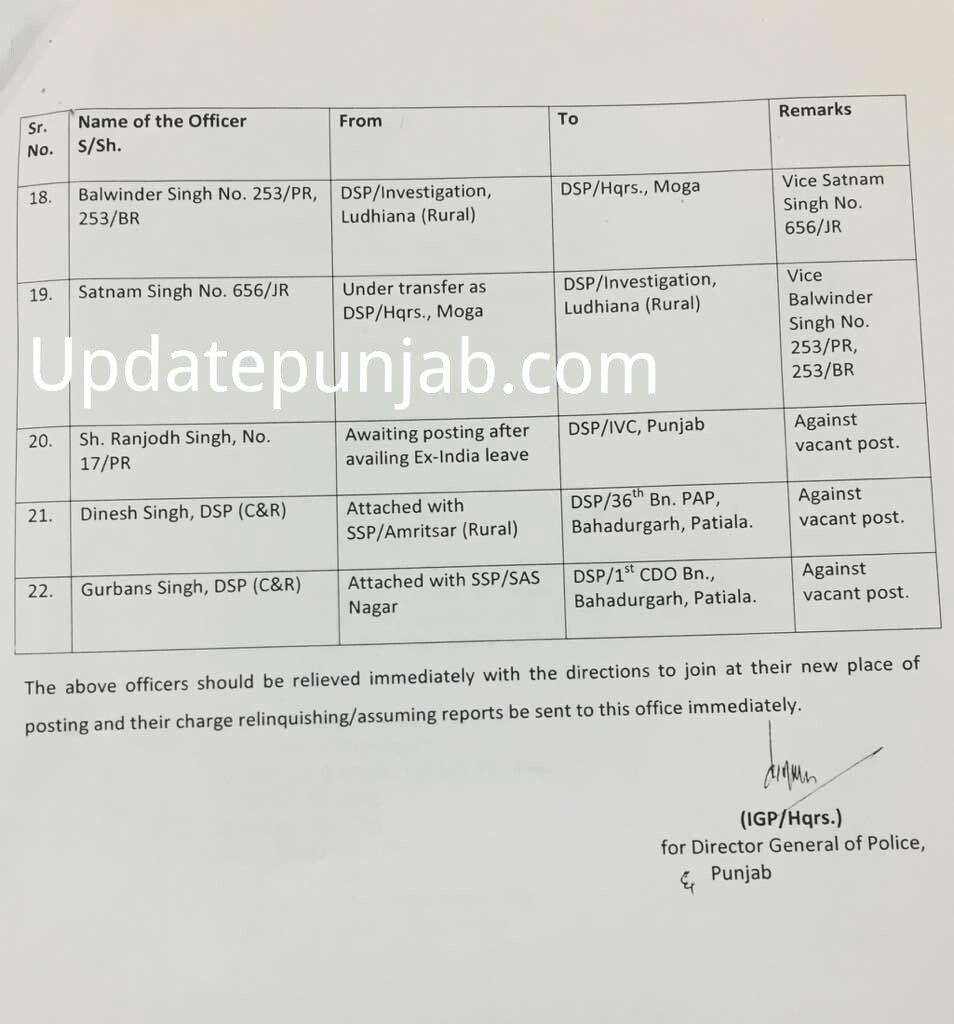 Sr. No.
Name of the Officer S/Sh.
From
To
Remarks
18.
Balwinder Singh No. 253/PR,
253/BR
DSP/Investigation,
Ludhiana (Rural)
DSP/Hqrs., Moga
Vice Satnam
Singh No.
656/JR
19.
Satnam Singh No. 656/JR
Under transfer as
DSP/Hqrs., Moga
DSP/Investigation,
Ludhiana (Rural)
Vice
Balwinder
Singh No.
253/PR,
253/BR
Updatepunjab.com
20.
Sh. Ranjodh Singh, No.
17/PR
Awaiting posting after
availing Ex-India leave
DSP/IVC, Punjab
Against
vacant post.
21.
Dinesh Singh, DSP (C&R)
Attached with
SSP/Amritsar (Rural)
DSP/36th Bn. PAP,
Bahadurgarh, Patiala.
Against
vacant post.
22.
Gurbans Singh, DSP (C&R)
Attached with SSP/SAS
Nagar
DSP/1st CDO Bn.,
Bahadurgarh, Patiala.
Against
vacant post.
The above officers should be relieved immediately with the directions to join at their new place of
posting and their charge relinquishing/assuming reports be sent to this office immediately.
(IGP/Hqrs.)
for Director General of Police,
Punjab